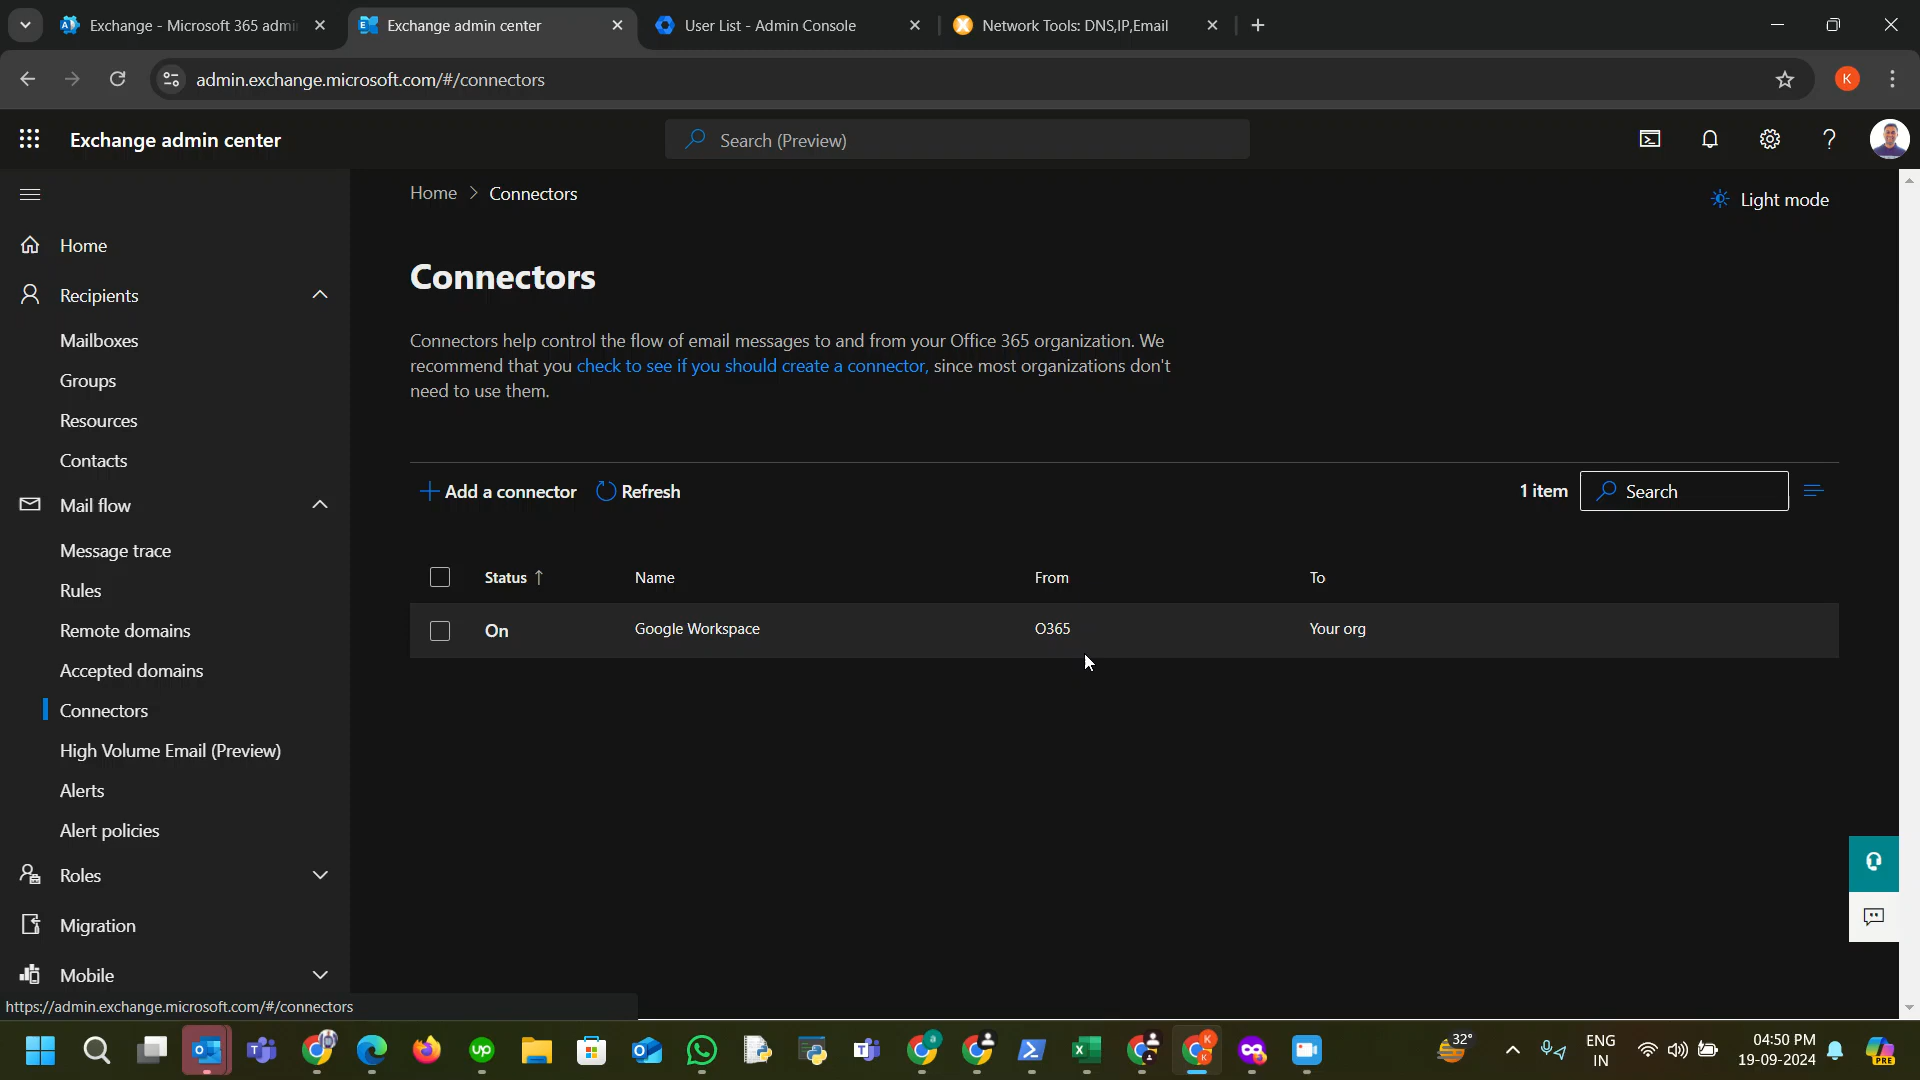 Exchange - Microsoft 365 admi
Exchange admin center
User List - Admin Console
Network Tools: DNS,IP,Email
admin.exchange.microsoft.com/#/connectors
K
Exchange admin center
Search (Preview)
Home > Connectors
Light mode
Home
Recipients
Mailboxes
Groups
Resources
Contacts
Mail flow
Message trace
Rules
Remote domains
Accepted domains
Connectors
High Volume Email (Preview)
Alerts
Alert policies
Roles
Migration
Mobile
Connectors
Connectors help control the flow of email messages to and from your Office 365 organization. We
recommend that you check to see if you should create a connector, since most organizations don't
need to use them.
Add a connector
Refresh
1 item
Search
Status ↑ Name From To
On Google Workspace O365 Your org
https://admin.exchange.microsoft.com/#/connectors
32°
ENG
IN
04:50 PM
19-09-2024
PRE